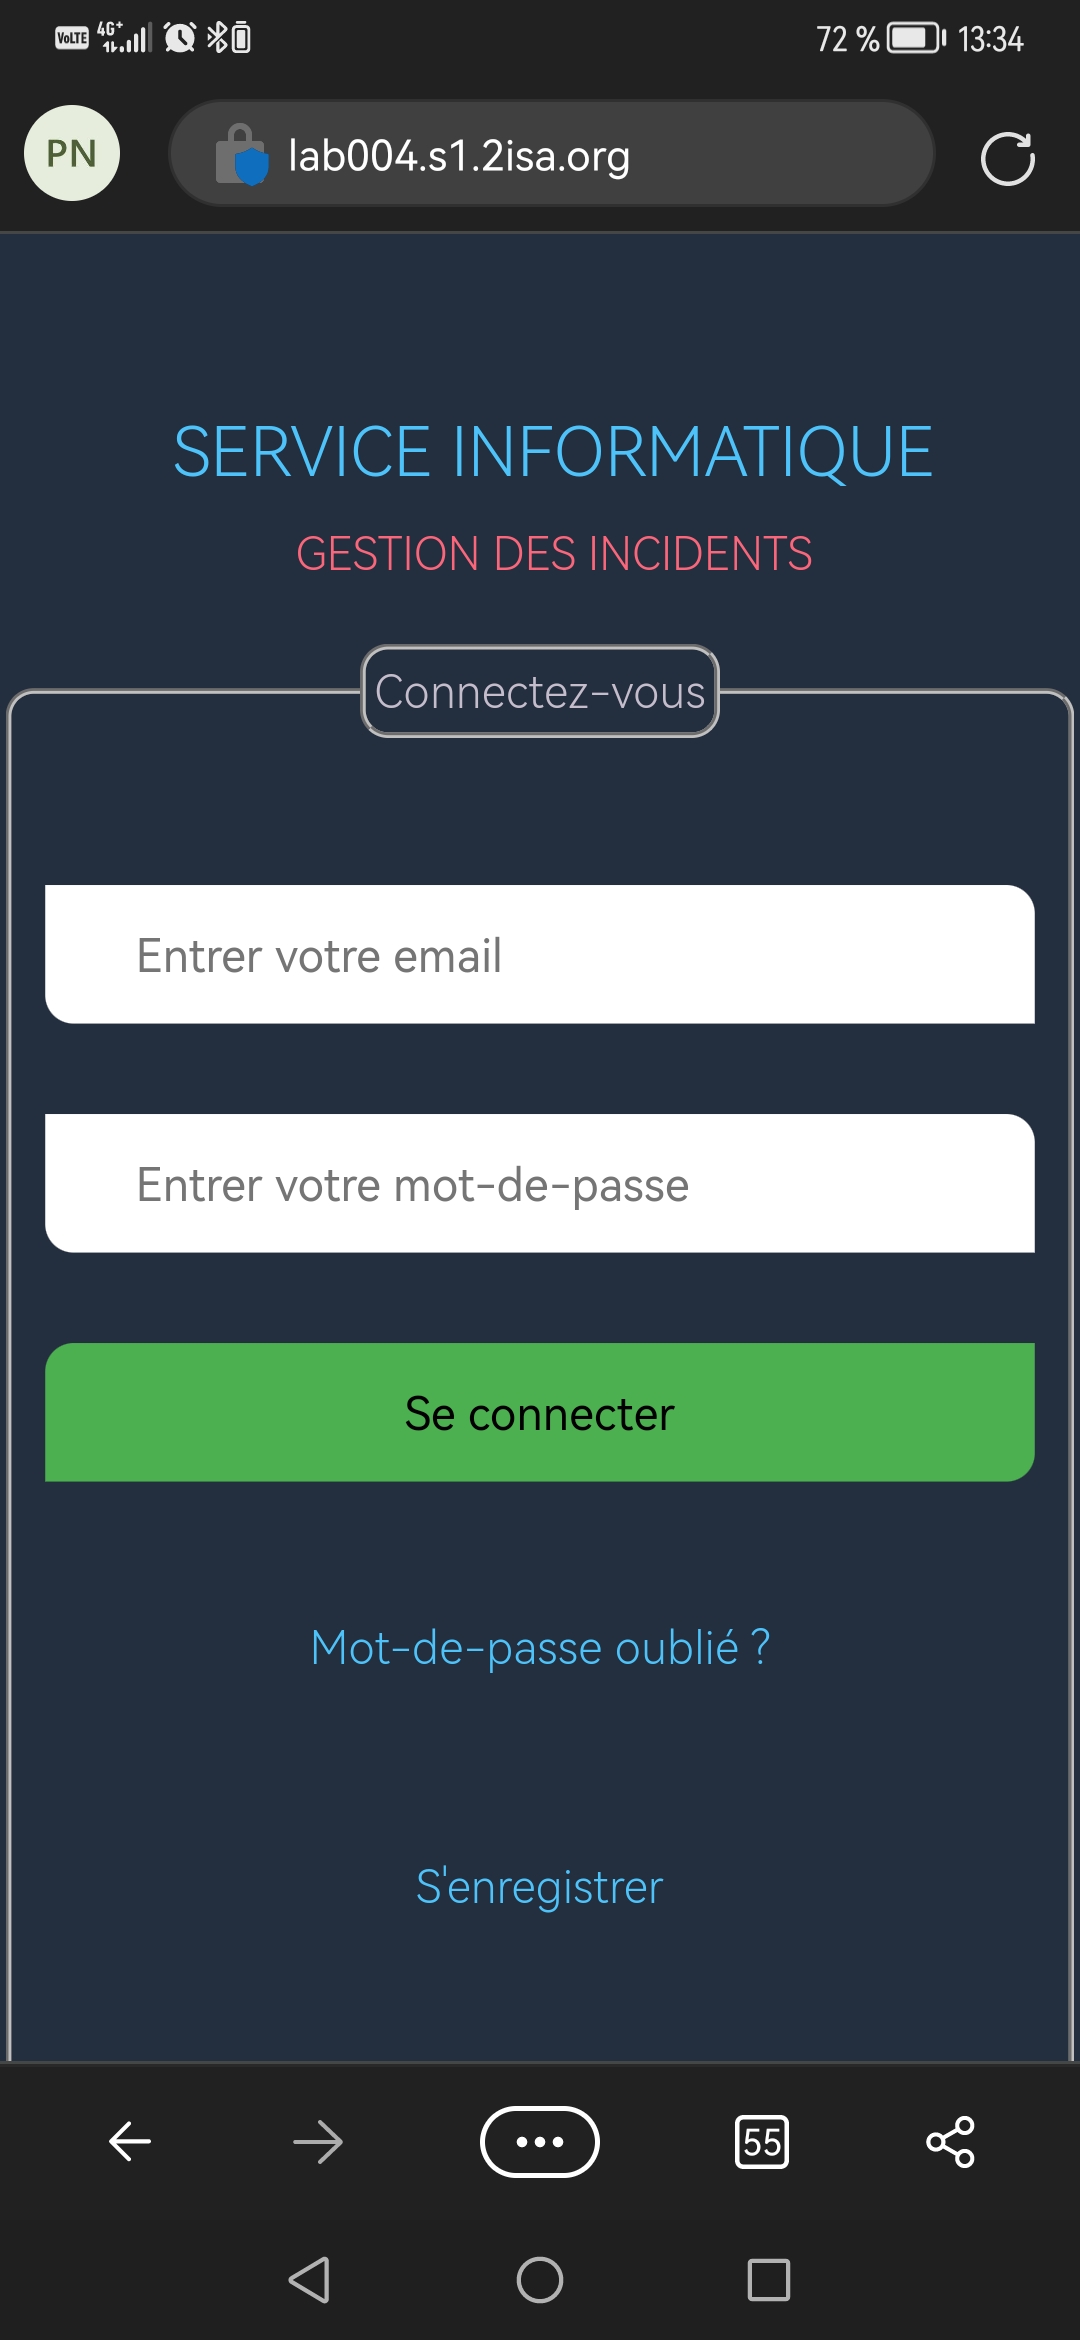 VoLTE 4G+ 72 % 13:34
PN lab004.s1.2isa.org
SERVICE INFORMATIQUE
GESTION DES INCIDENTS
Connectez-vous
Entrer votre email
Entrer votre mot-de-passe
Se connecter
Mot-de-passe oublié ?
S'enregistrer
55